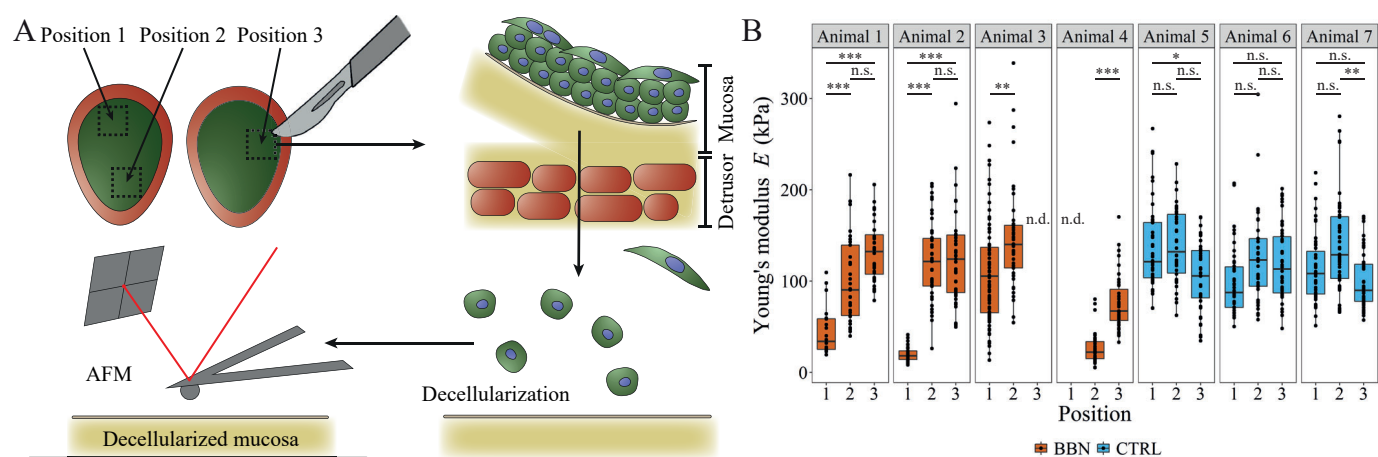 A
Position 1 Position 2 Position 3
Mucosa
Detrusor
AFM
Decellularization
Decellularized mucosa
B
Animal 1 Animal 2 Animal 3 Animal 4 Animal 5 Animal 6 Animal 7
*** *** * n.s.
n.s. n.s. ** *** n.s. n.s. **
*** *** n.s. n.s. n.s.
300
200
n.d. n.d.
100
0
Young's modulus E (kPa)
1 2 3 1 2 3 1 2 3 1 2 3 1 2 3 1 2 3 1 2 3
Position
BBN CTRL